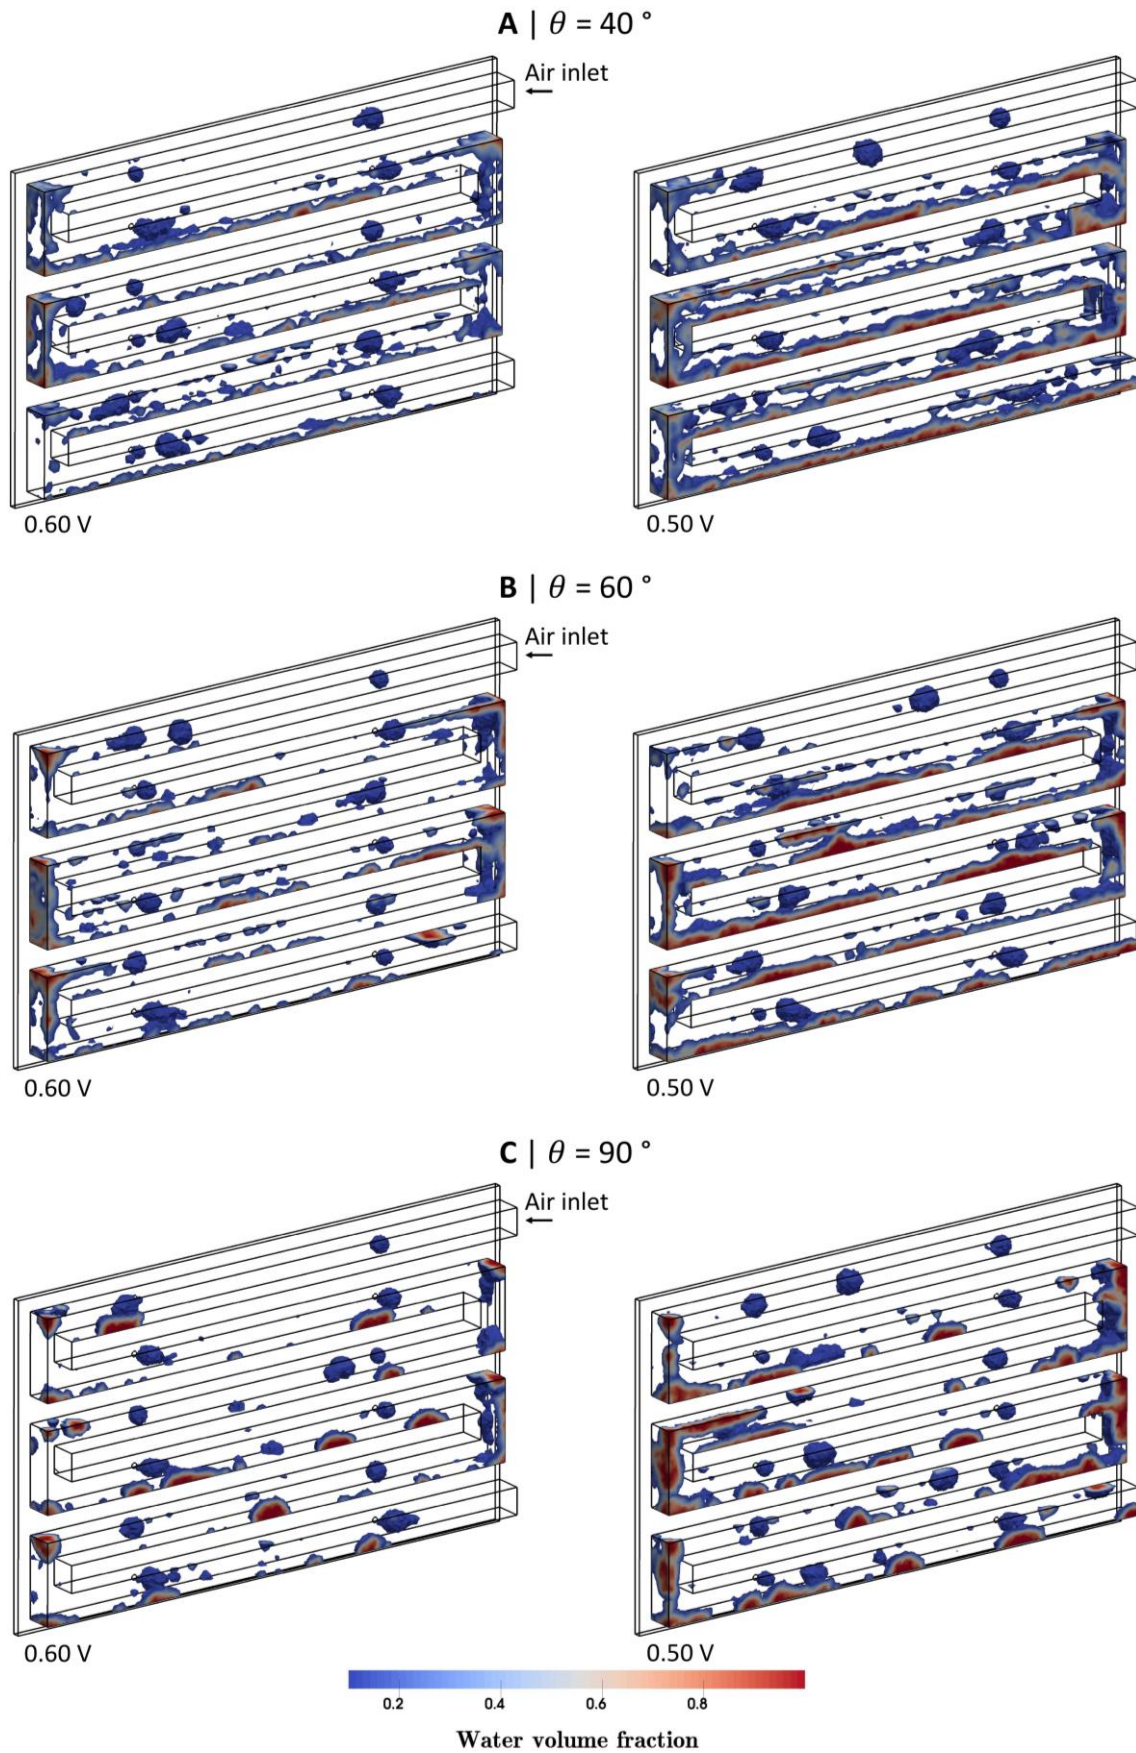 A | θ = 40 °
Air inlet
0.60 V
0.50 V
B | θ = 60 °
Air inlet
0.60 V
0.50 V
C | θ = 90 °
Air inlet
0.60 V
0.50 V
0.2 0.4 0.6 0.8
Water volume fraction